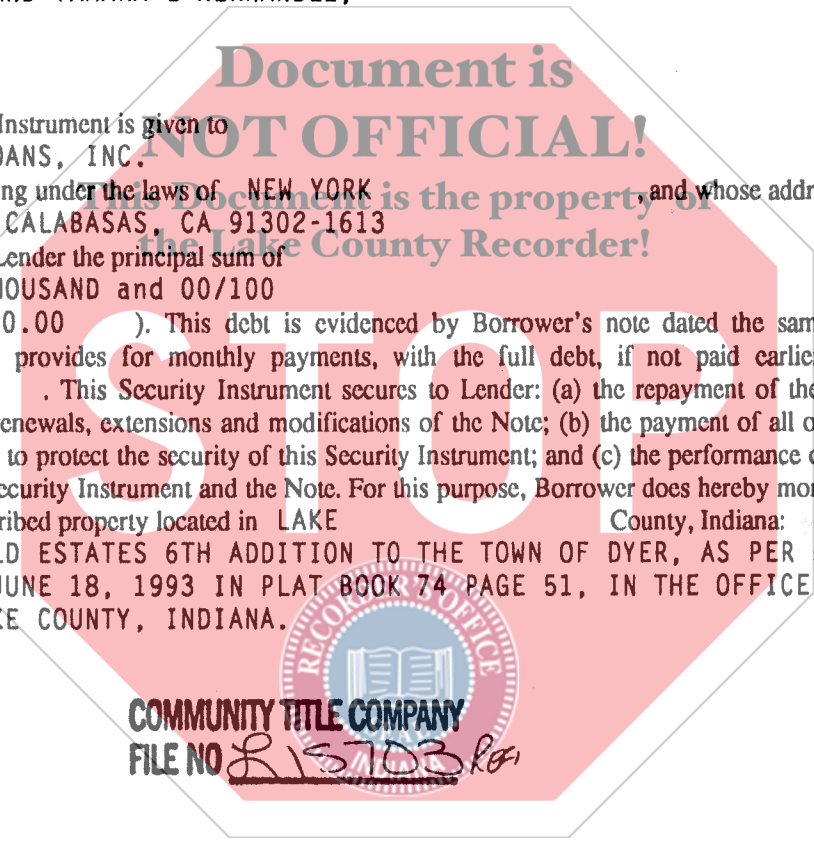 Document is
NOT OFFICIAL!
This Document is the property of
the Lake County Recorder!
STOP
Instrument is given to
OANS, INC.
ng under the laws of NEW YORK , and whose addr
CALABASAS, CA 91302-1613
Lender the principal sum of
HOUSAND and 00/100
0.00 ). This debt is evidenced by Borrower's note dated the sam
provides for monthly payments, with the full debt, if not paid earlie
. This Security Instrument secures to Lender: (a) the repayment of the
renewals, extensions and modifications of the Note; (b) the payment of all o
to protect the security of this Security Instrument; and (c) the performance o
ecurity Instrument and the Note. For this purpose, Borrower does hereby mor
ribed property located in LAKE County, Indiana:
LD ESTATES 6TH ADDITION TO THE TOWN OF DYER, AS PER
JUNE 18, 1993 IN PLAT BOOK 74 PAGE 51, IN THE OFFICE
KE COUNTY, INDIANA.
RECORDER'S OFFICE
INDIANA
COMMUNITY TITLE COMPANY
FILE NO L15703